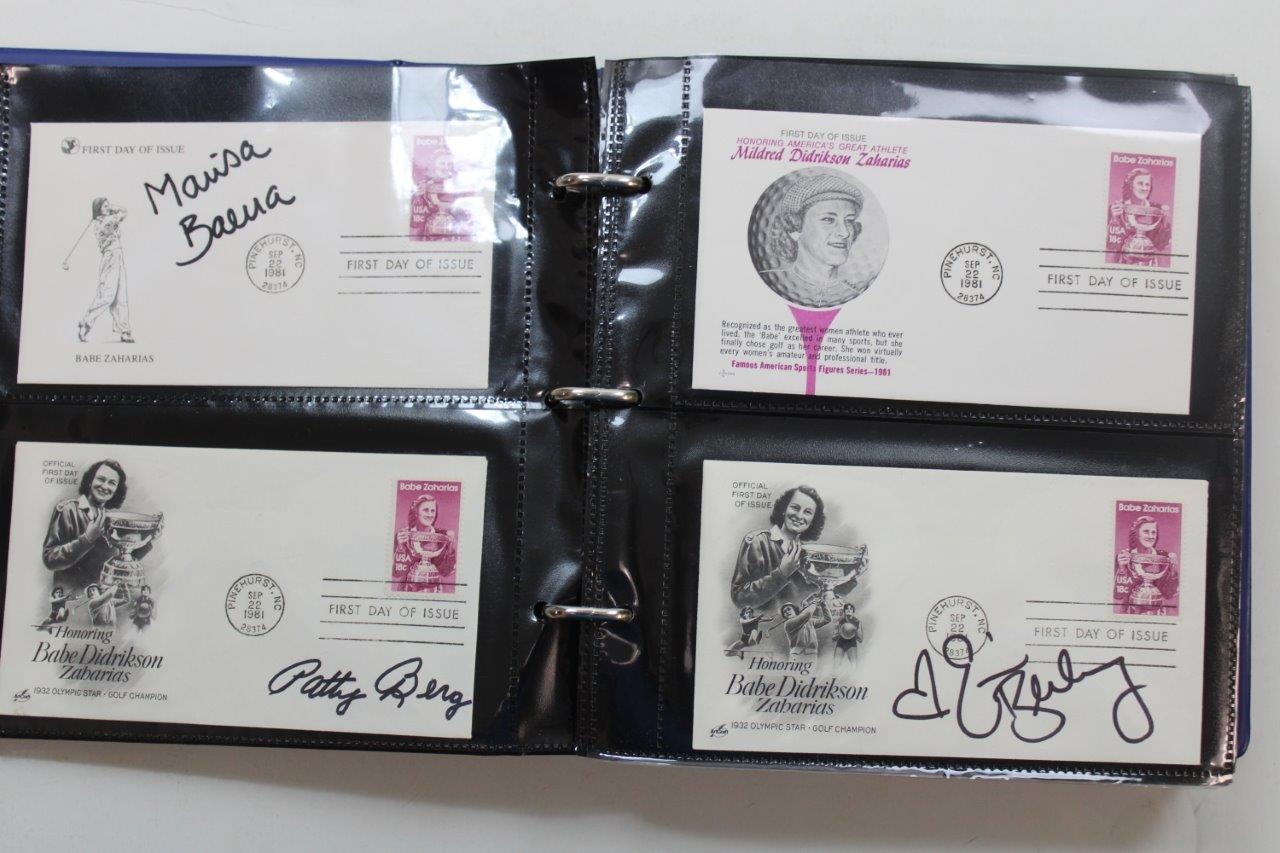 FIRST DAY OF ISSUE
Marisa
Baena
Babe Zaharias
USA
18c
PINEHURST, NC
SEP
22
1981
28374
FIRST DAY OF ISSUE
BABE ZAHARIAS
FIRST DAY OF ISSUE
HONORING AMERICA'S GREAT ATHLETE
Mildred Didrikson Zaharias
Babe Zaharias
USA
18c
PINEHURST, NC
SEP
22
1981
28374
FIRST DAY OF ISSUE
Recognized as the greatest women athlete who ever
lived, the 'Babe' excelled in many sports, but she
finally chose golf as her career. She won virtually
every women's amateur and professional title.
Famous American Sports Figures Series—1981
OFFICIAL
FIRST DAY
OF ISSUE
Babe Zaharias
USA
18c
PINEHURST, NC
SEP
22
1981
28374
FIRST DAY OF ISSUE
Honoring
Babe Didrikson
Zaharias
1932 OLYMPIC STAR • GOLF CHAMPION
Patty Berg
OFFICIAL
FIRST DAY
OF ISSUE
Babe Zaharias
USA
18c
PINEHURST, NC
SEP
22
28374
FIRST DAY OF ISSUE
Honoring
Babe Didrikson
Zaharias
1932 OLYMPIC STAR • GOLF CHAMPION